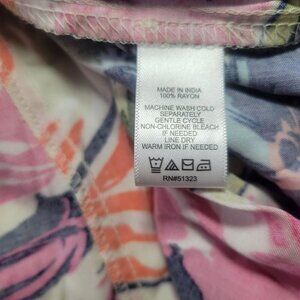 MADE IN INDIA
100% RAYON
MACHINE WASH COLD
SEPARATELY
GENTLE CYCLE
NON-CHLORINE BLEACH
IF NEEDED
LINE DRY
WARM IRON IF NEEDED
RN#51323